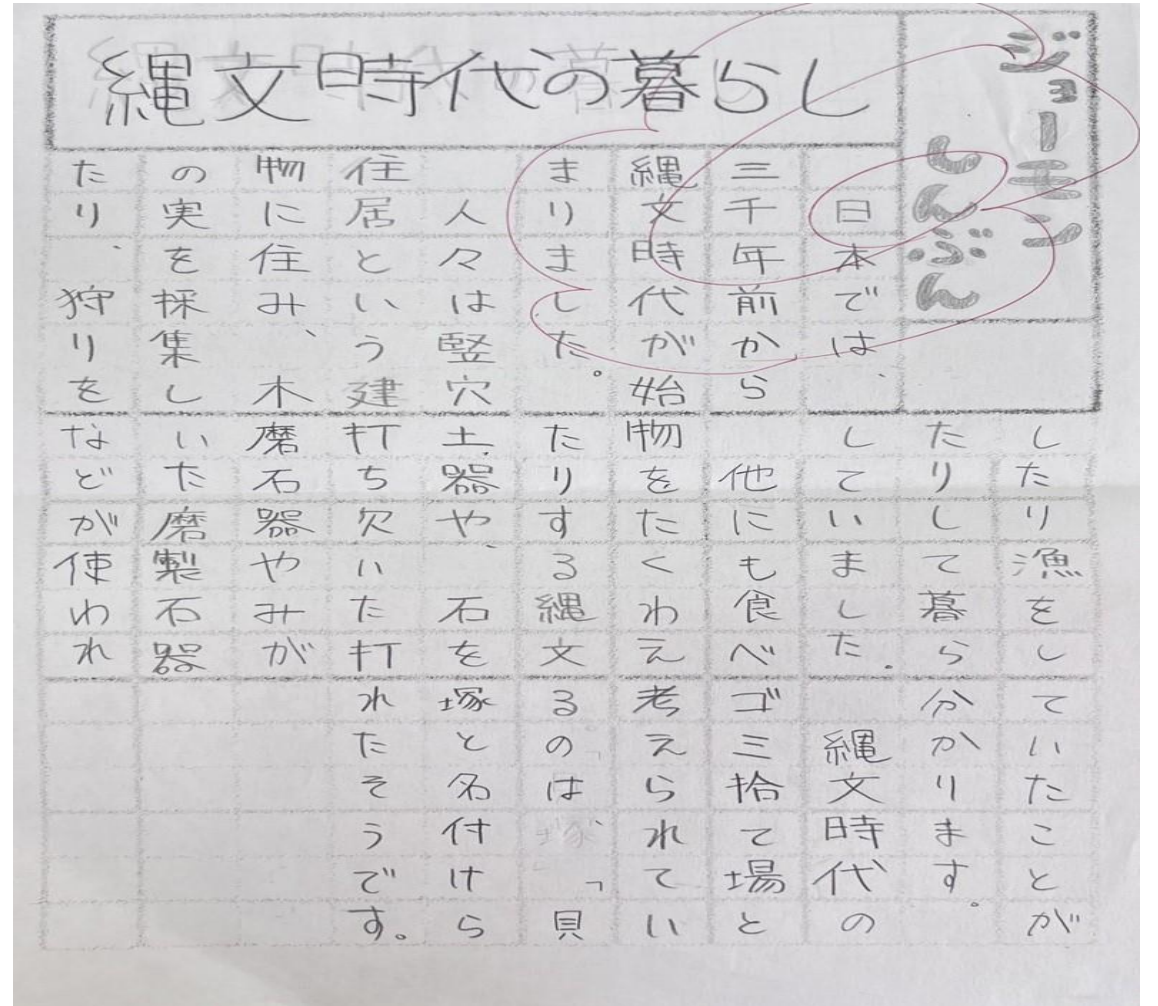 ジョーモン
しんぶん
縄文時代の暮らし
日本では、
三千年前から
縄文時代が始
まりました。
人々は竪穴
住居という建
物に住み、木
の実を採集し
たり、狩りを
したり漁をし
たりして暮ら
していました。
他にも食べ
物をたくわえ
たりする縄文
土器や、石を
打ち欠いた打
磨石器やみが
いた磨製石器
などが使われ
ていたことが
分かります。
縄文時代の
ゴミ拾て場と
考えられてい
るのは「貝
塚と名付けら
れたそうです。